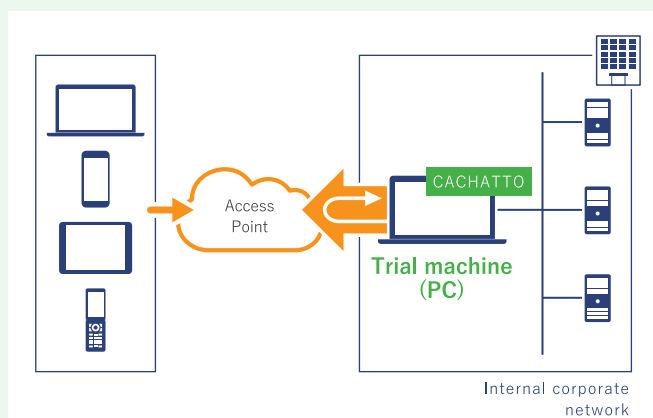 Access
Point
CACHATTO
Trial machine
(PC)
Internal corporate
network